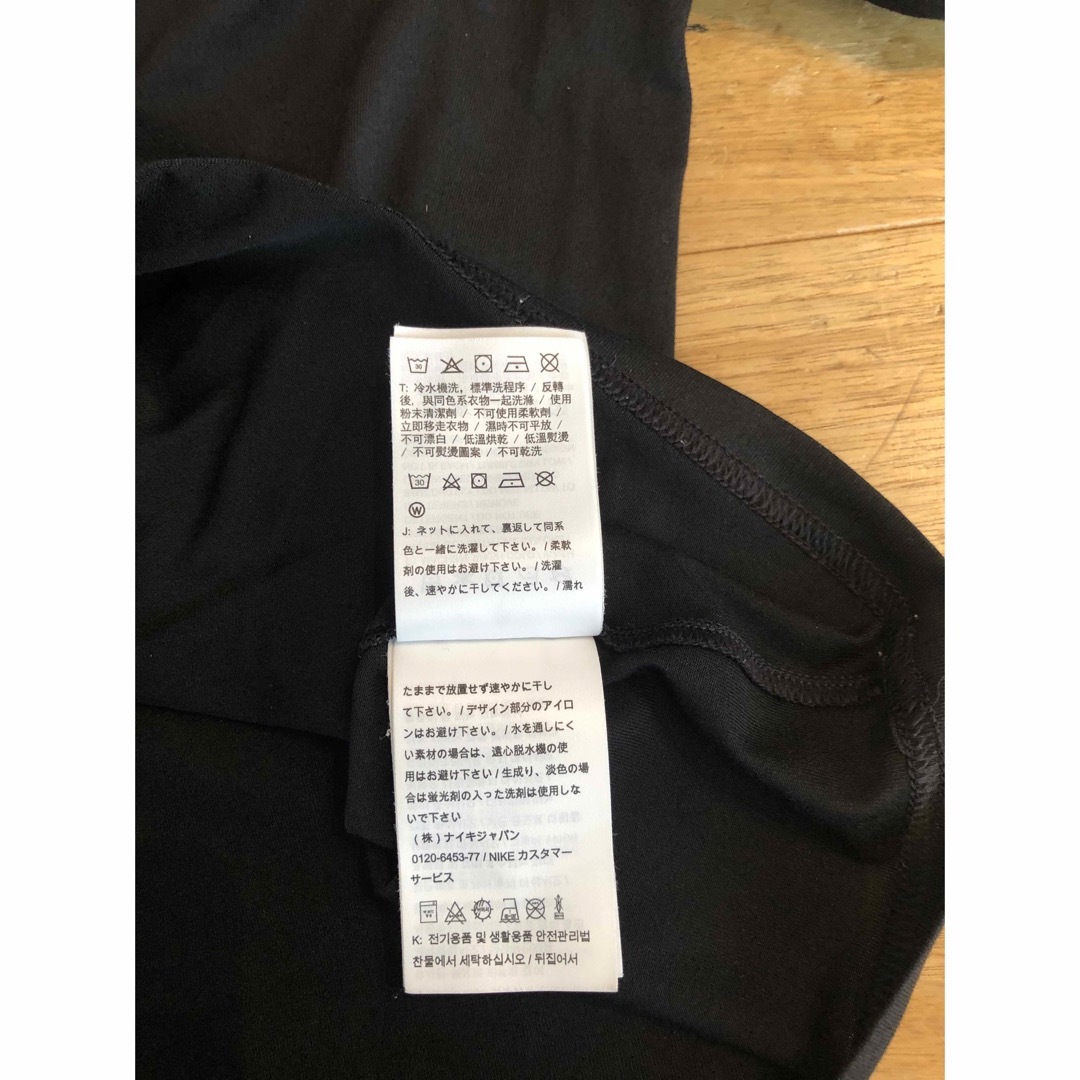 T: 冷水機洗，標準洗程序 / 反轉
後，與同色系衣物一起洗滌 / 使用
粉末清潔劑 / 不可使用柔軟劑 /
立即移走衣物 / 濕時不可平放 /
不可漂白 / 低溫烘乾 / 低溫熨燙
/ 不可熨燙圖案 / 不可乾洗
30
W
J: ネットに入れて、裏返して同系
色と一緒に洗濯して下さい。/ 柔軟
剤の使用はお避け下さい。/ 洗濯
後、速やかに干してください。/ 濡れ
たままで放置せず速やかに干し
て下さい。/ デザイン部分のアイロ
ンはお避け下さい。/ 水を通しにく
い素材の場合は、遠心脱水機の使
用はお避け下さい / 生成り、淡色の場
合は蛍光剤の入った洗剤は使用しな
いで下さい
(株) ナイキジャパン
0120-6453-77 / NIKE カスタマー
サービス
K: 전기용품 및 생활용품 안전관리법
찬물에서 세탁하십시오 / 뒤집어서